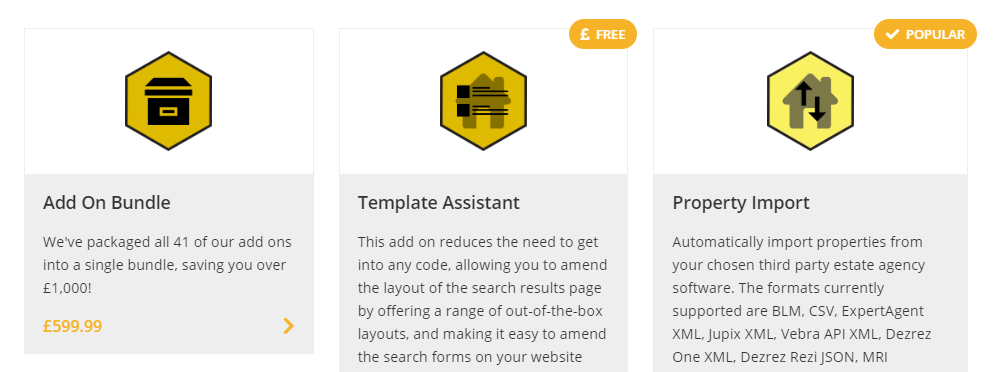 £ FREE
POPULAR
Add On Bundle
We've packaged all 41 of our add ons
into a single bundle, saving you over
£1,000!
£599.99
Template Assistant
This add on reduces the need to get
into any code, allowing you to amend
the layout of the search results page
by offering a range of out-of-the-box
layouts, and making it easy to amend
the search forms on your website
Property Import
Automatically import properties from
your chosen third party estate agency
software. The formats currently
supported are BLM, CSV, ExpertAgent
XML, Jupix XML, Vebra API XML, Dezrez
One XML, Dezrez Rezi JSON, MRI